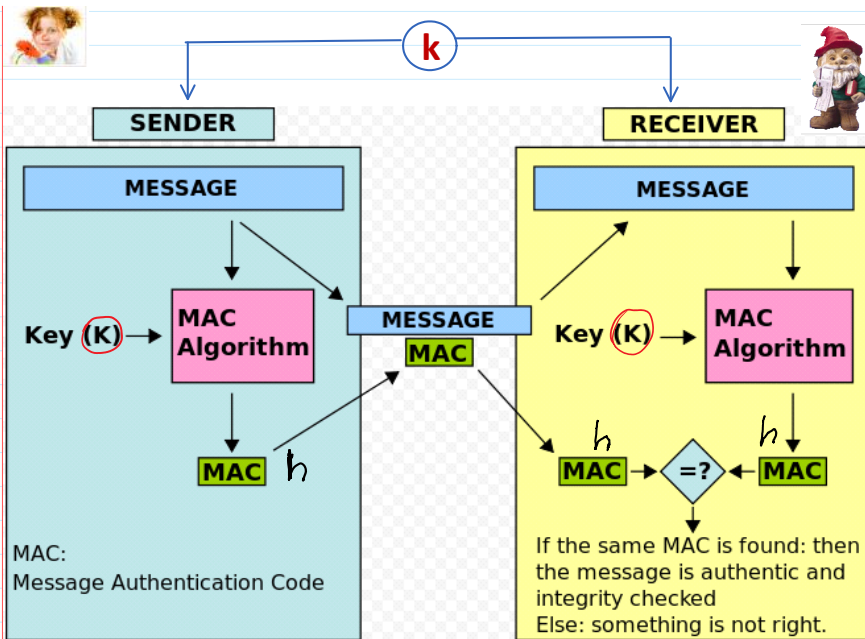 k
SENDER
RECEIVER
MESSAGE
MESSAGE
Key (K)
MAC
Algorithm
MESSAGE
MAC
Key (K)
MAC
Algorithm
MAC h
h
MAC
=?
h
MAC
MAC:
Message Authentication Code
If the same MAC is found: then
the message is authentic and
integrity checked
Else: something is not right.